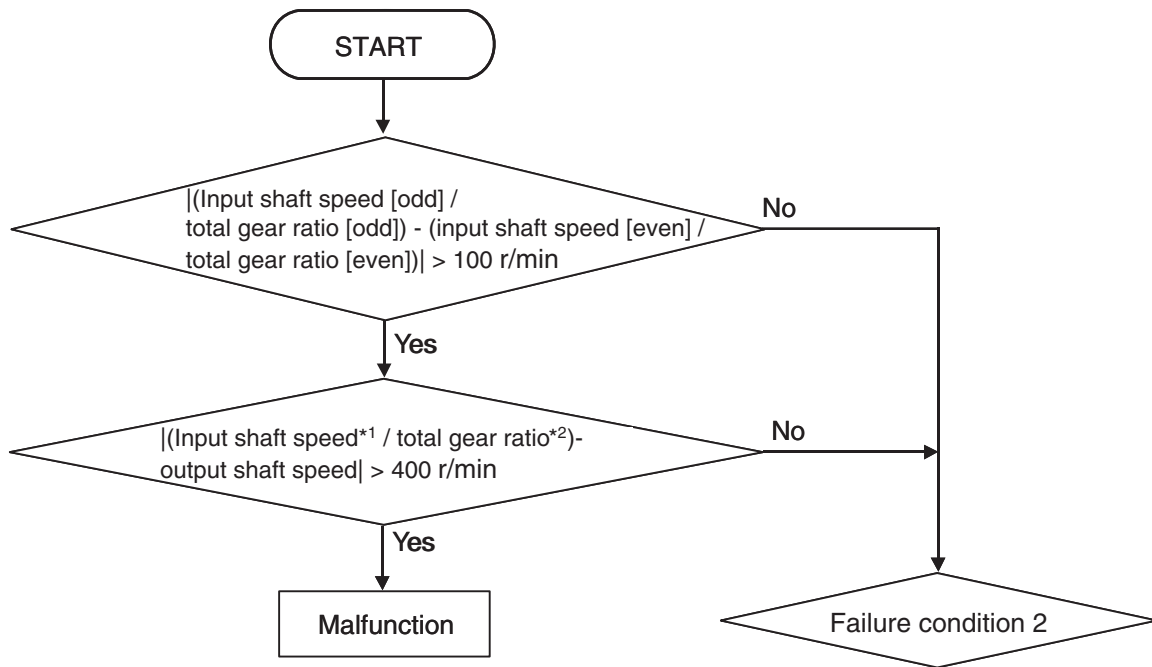 START
|(Input shaft speed [odd] /
total gear ratio [odd]) - (input shaft speed [even] /
total gear ratio [even])| > 100 r/min
No
Yes
|(Input shaft speed*1 / total gear ratio*2)-
output shaft speed| > 400 r/min
No
Yes
Malfunction
Failure condition 2